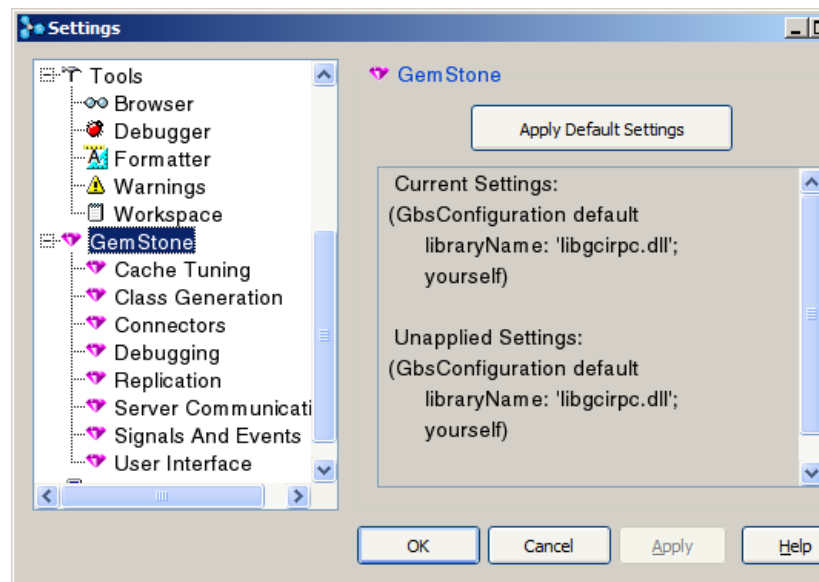 Settings
Tools
Browser
Debugger
Formatter
Warnings
Workspace
GemStone
Cache Tuning
Class Generation
Connectors
Debugging
Replication
Server Communicati
Signals And Events
User Interface
GemStone
Apply Default Settings
Current Settings:
(GbsConfiguration default
libraryName: 'libgcirpc.dll';
yourself)
Unapplied Settings:
(GbsConfiguration default
libraryName: 'libgcirpc.dll';
yourself)
OK
Cancel
Apply
Help